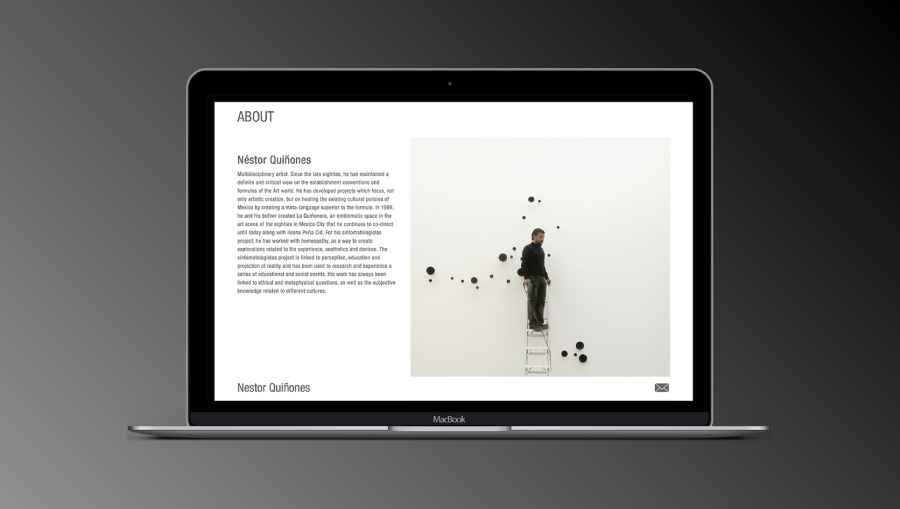 ABOUT
Néstor Quiñones
Multidisciplinary artist. Since the late eighties, he has maintained a
definite and critical view on the establishment conventions and
formulas of the Art world. He has developed projects which focus, not
only artistic creation, but on healing the existing cultural policies of
Mexico by creating a meta-language superior to the formula. In 1988,
he and his bother created La Quiñonera, an emblematic space in the
art scene of the eighties in Mexico City that he continues to co-direct
until today along with Ileana Peña Cid. For his sintomatologistas
project, he has worked with homeopathy, as a way to create
explorations related to the experience, aesthetics and devices. The
sintomatologistas project is linked to perception, education and
projection of reality and has been used to research and experience a
series of educational and social events. His work has always been
linked to ethical and metaphysical questions, as well as the subjective
knowledge related to different cultures.
Nestor Quiñones
MacBook